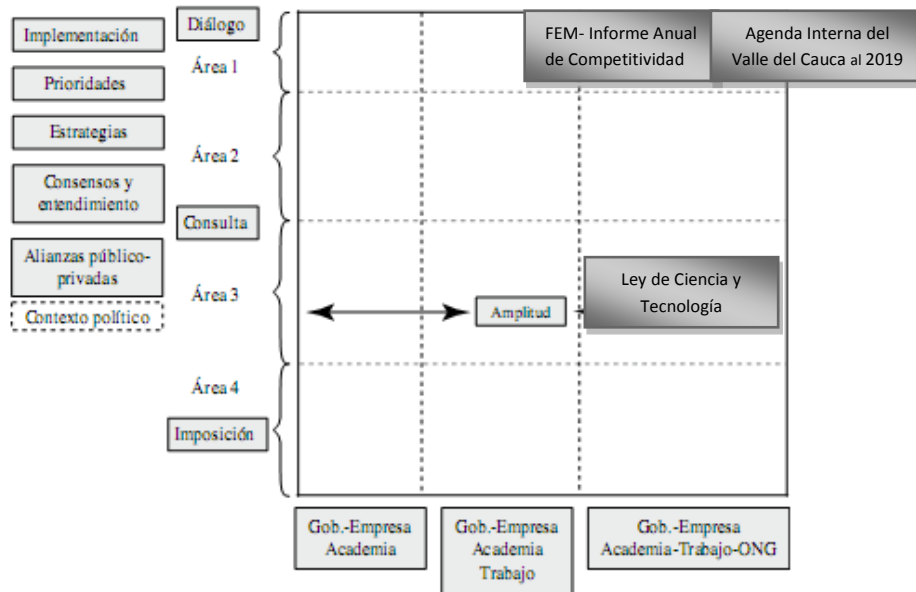 Implementación
Prioridades
Estrategias
Consensos y
entendimiento
Alianzas público-
privadas
Contexto político
Diálogo
Área 1
Área 2
Consulta
Área 3
Área 4
Imposición
FEM- Informe Anual
de Competitividad
Agenda Interna del
Valle del Cauca al 2019
Amplitud
Ley de Ciencia y
Tecnología
Gob.-Empresa
Academia
Gob.-Empresa
Academia
Trabajo
Gob.-Empresa
Academia-Trabajo-ONG